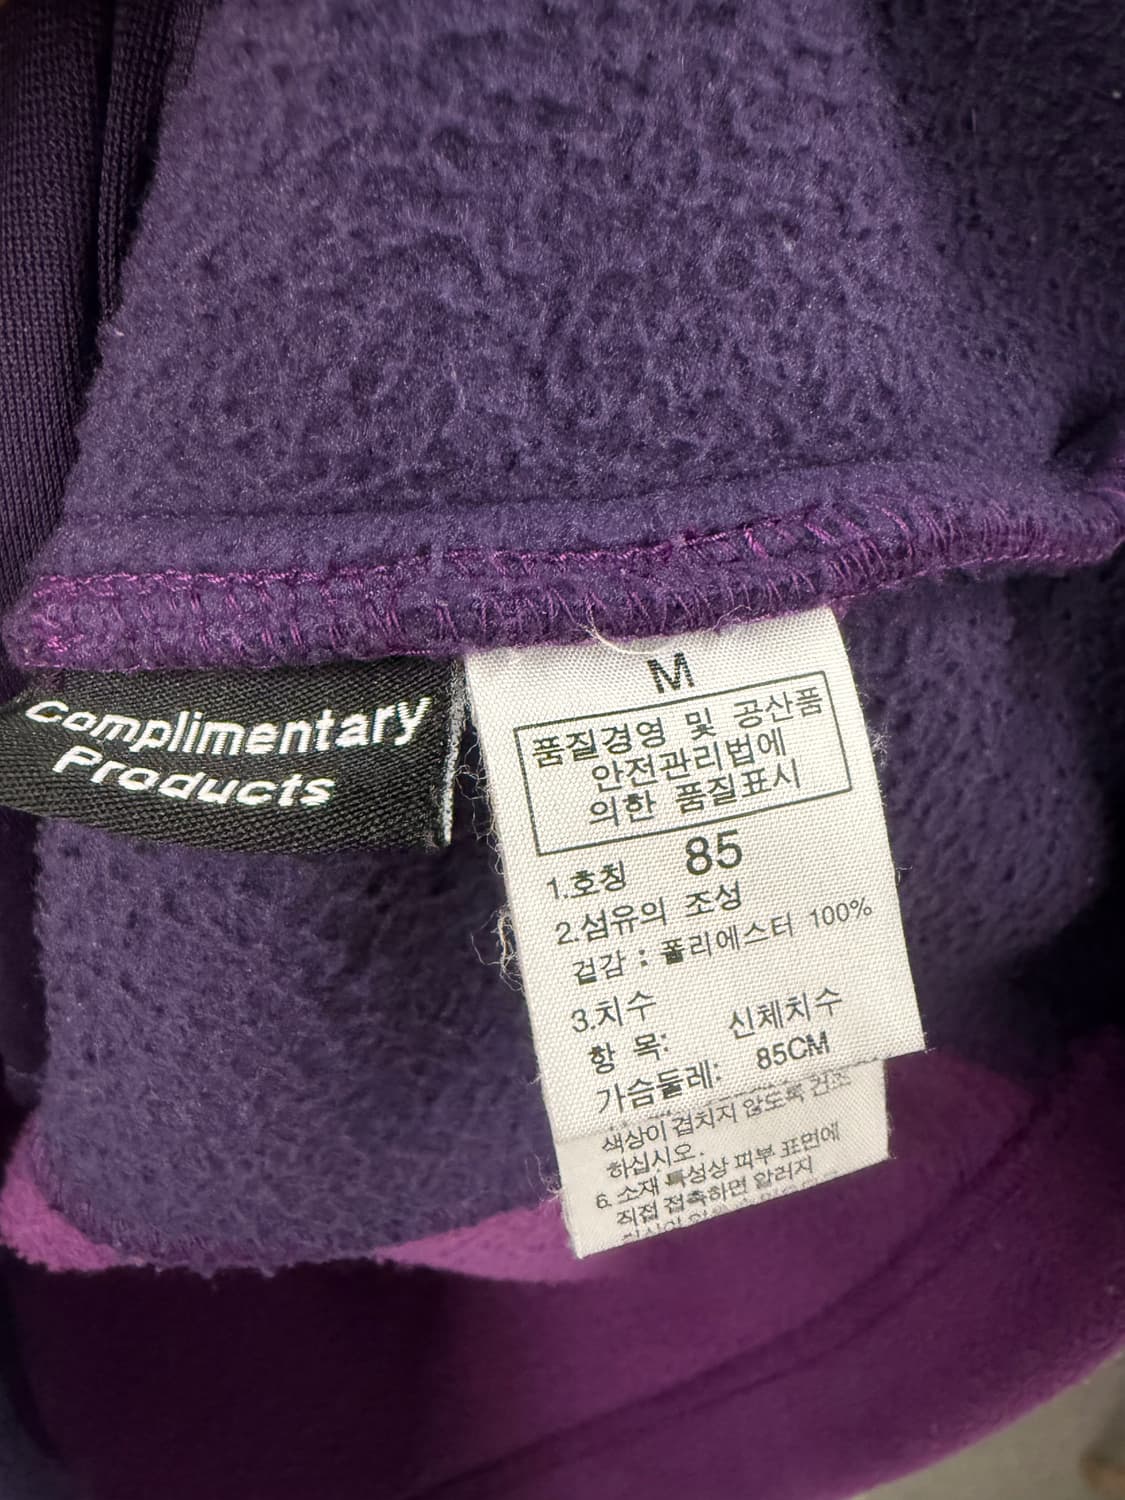 Complimentary
Products
M
품질경영 및 공산품
안전관리법에
의한 품질표시
1.호칭 85
2.섬유의 조성
겉감 : 폴리에스터 100%
3.치수
항 목: 신체치수
가슴둘레: 85CM
색상이 겹치지 않도록 건조
하십시오.
6. 소재 특성상 피부 표면에
직접 접촉하면 알러지